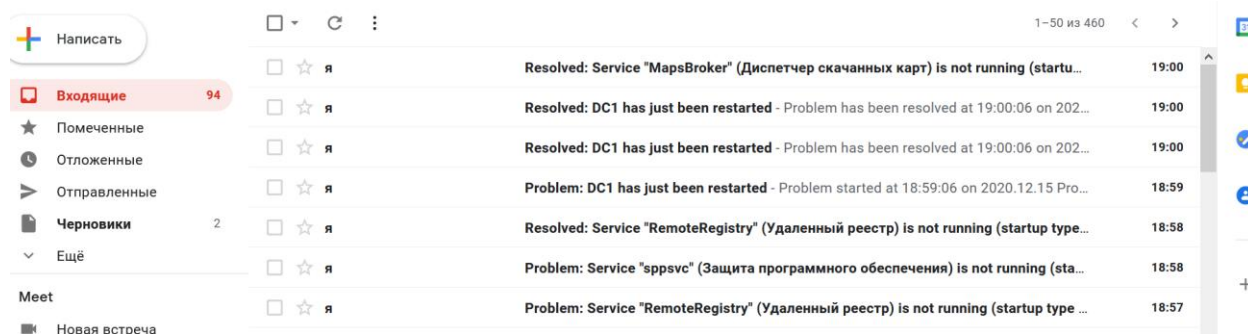 Написать
1–50 из 460
Входящие 94
Помеченные
Отложенные
Отправленные
Черновики 2
Ещё
Meet
Новая встреча
я Resolved: Service "MapsBroker" (Диспетчер скачанных карт) is not running (startu... 19:00
я Resolved: DC1 has just been restarted - Problem has been resolved at 19:00:06 on 202... 19:00
я Resolved: DC1 has just been restarted - Problem has been resolved at 19:00:06 on 202... 19:00
я Problem: DC1 has just been restarted - Problem started at 18:59:06 on 2020.12.15 Pro... 18:59
я Resolved: Service "RemoteRegistry" (Удаленный реестр) is not running (startup type... 18:58
я Problem: Service "sppsvc" (Защита программного обеспечения) is not running (sta... 18:58
я Problem: Service "RemoteRegistry" (Удаленный реестр) is not running (startup type ... 18:57
31